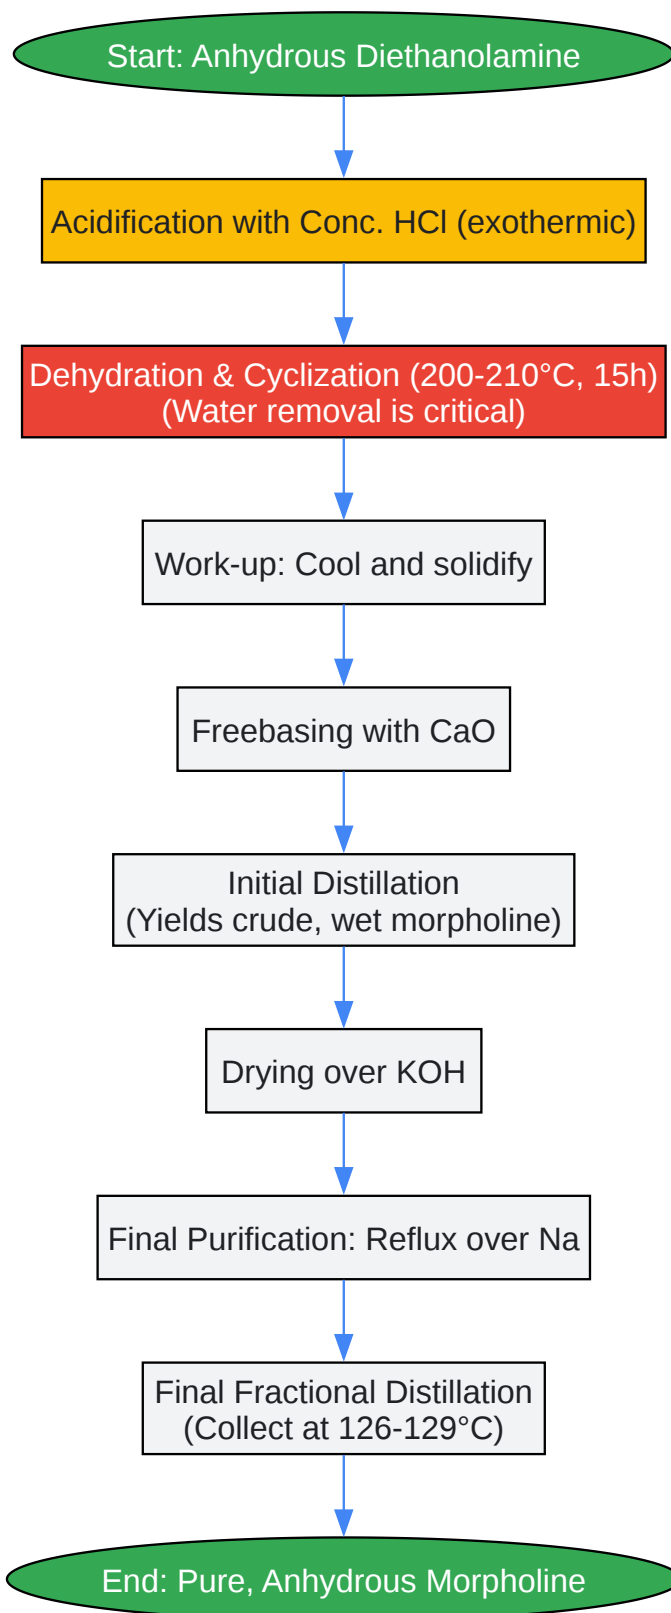 Start: Anhydrous Diethanolamine
Acidification with Conc. HCl (exothermic)
Dehydration & Cyclization (200-210°C, 15h)
(Water removal is critical)
Work-up: Cool and solidify
Freebasing with CaO
Initial Distillation
(Yields crude, wet morpholine)
Drying over KOH
Final Purification: Reflux over Na
Final Fractional Distillation
(Collect at 126-129°C)
End: Pure, Anhydrous Morpholine